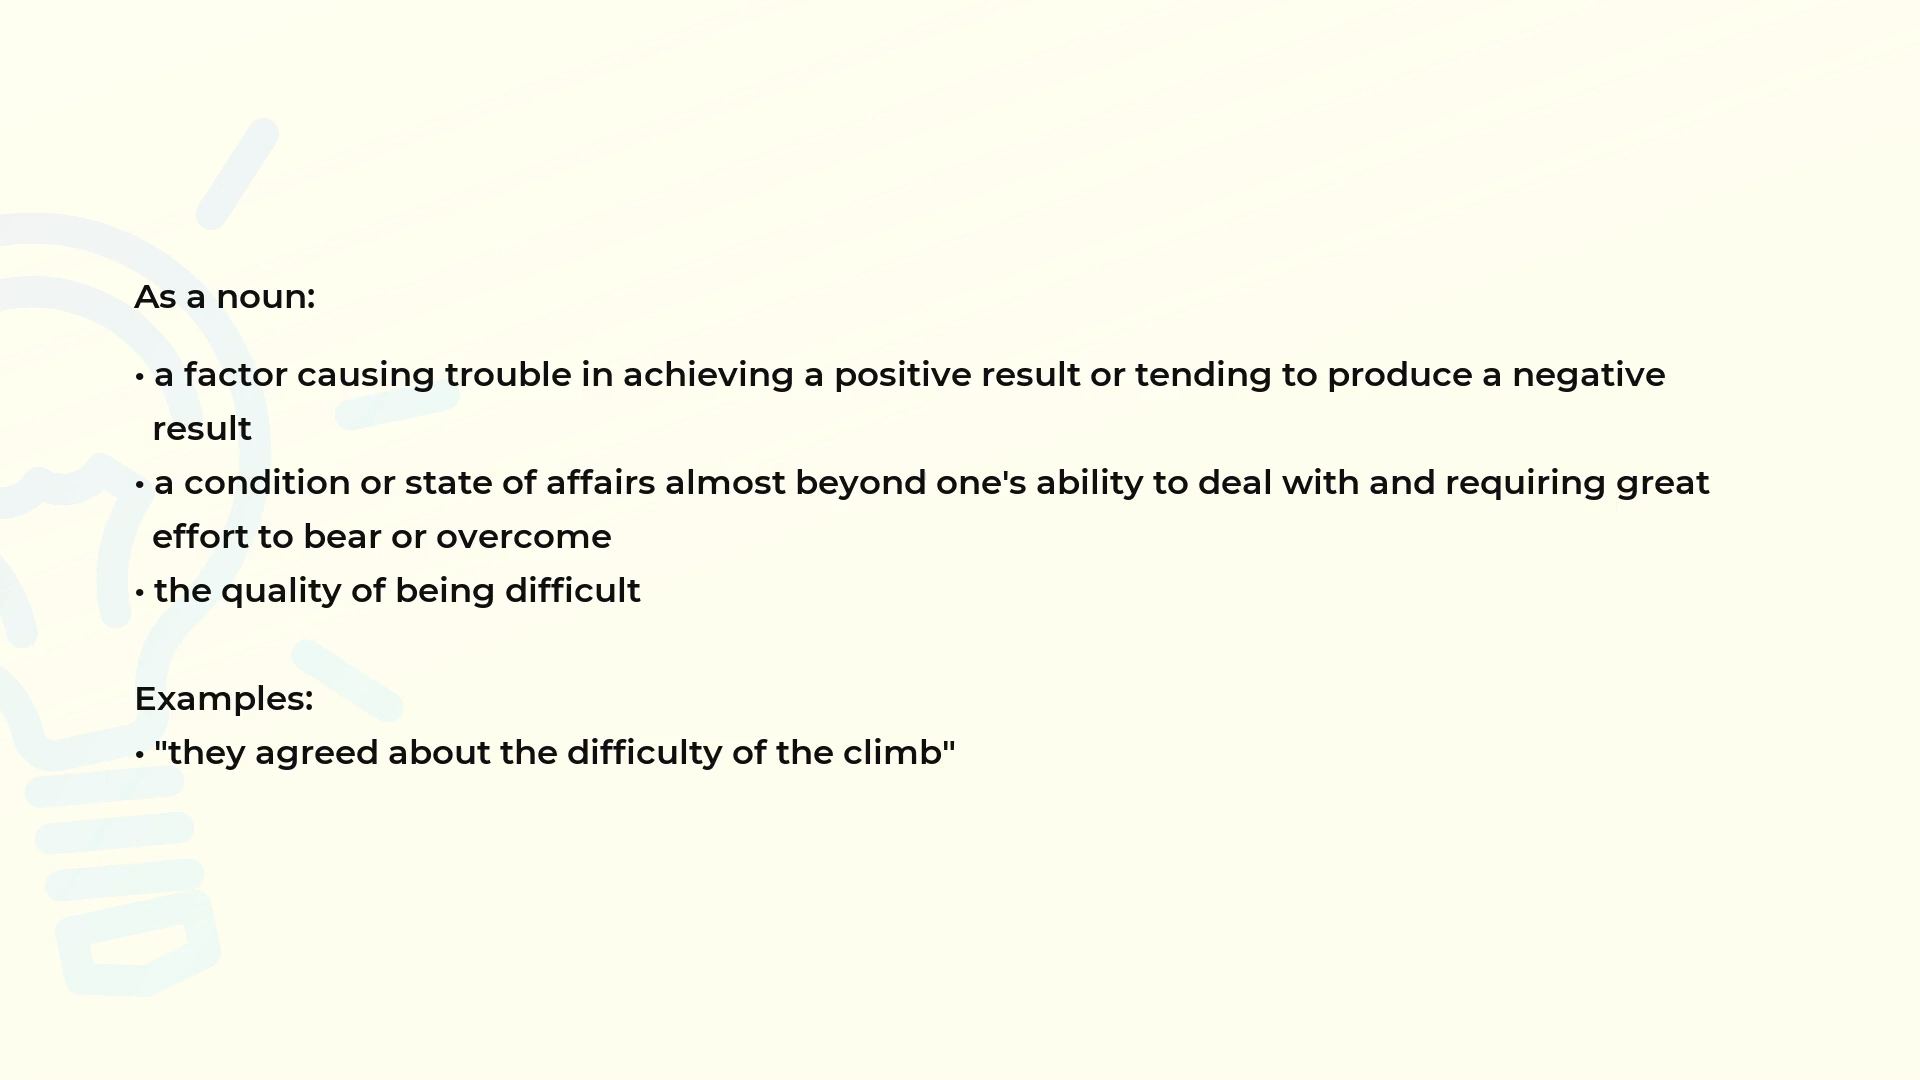 As a noun:
• a factor causing trouble in achieving a positive result or tending to produce a negative
result
• a condition or state of affairs almost beyond one's ability to deal with and requiring great
effort to bear or overcome
• the quality of being difficult
Examples:
• "they agreed about the difficulty of the climb"